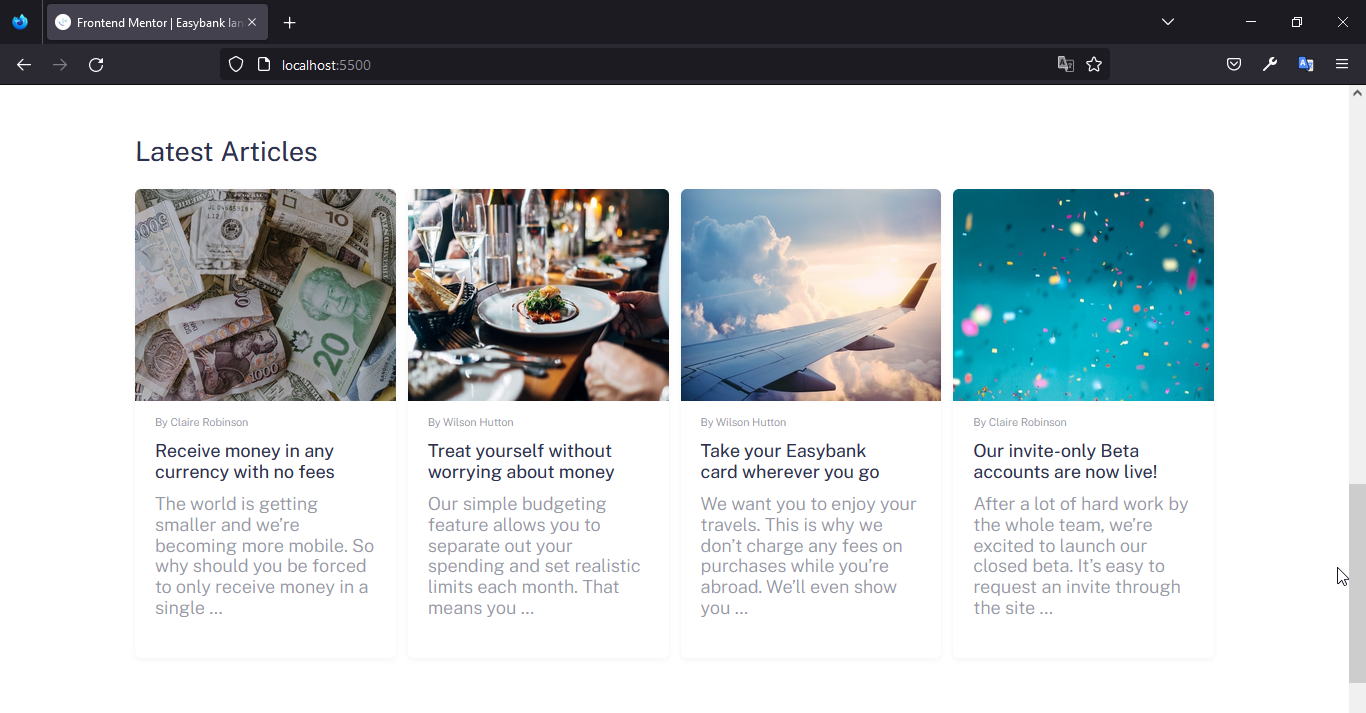 Frontend Mentor | Easybank lan
localhost:5500
Latest Articles
By Claire Robinson
Receive money in any
currency with no fees
The world is getting
smaller and we’re
becoming more mobile. So
why should you be forced
to only receive money in a
single ...
By Wilson Hutton
Treat yourself without
worrying about money
Our simple budgeting
feature allows you to
separate out your
spending and set realistic
limits each month. That
means you ...
By Wilson Hutton
Take your Easybank
card wherever you go
We want you to enjoy your
travels. This is why we
don’t charge any fees on
purchases while you’re
abroad. We’ll even show
you ...
By Claire Robinson
Our invite-only Beta
accounts are now live!
After a lot of hard work by
the whole team, we’re
excited to launch our
closed beta. It’s easy to
request an invite through
the site ...